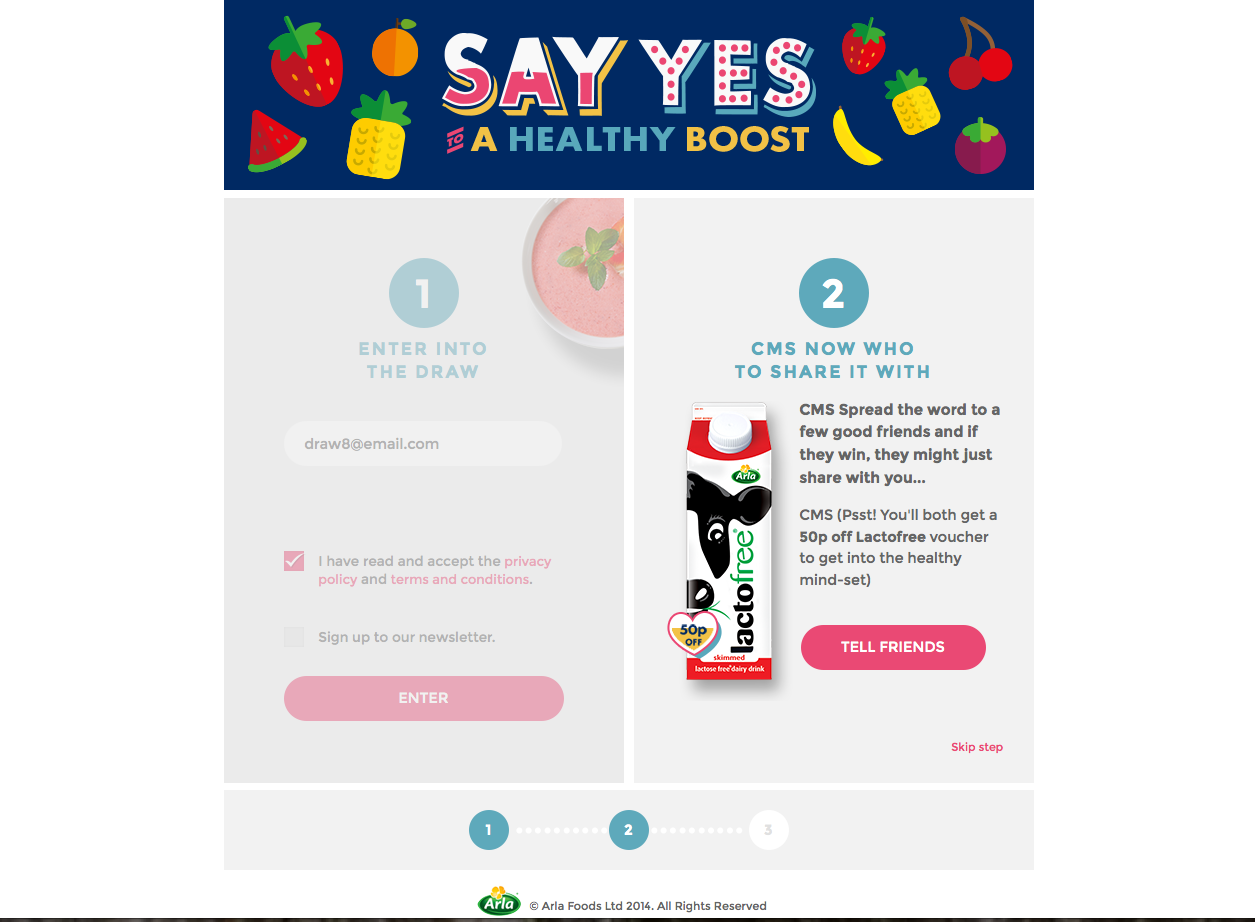 SAY YES
TO A HEALTHY BOOST
1
ENTER INTO
THE DRAW
draw8@email.com
I have read and accept the privacy
policy and terms and conditions.
Sign up to our newsletter.
ENTER
2
CMS NOW WHO
TO SHARE IT WITH
CMS Spread the word to a
few good friends and if
they win, they might just
share with you...
CMS (Psst! You'll both get a
50p off Lactofree voucher
to get into the healthy
mind-set)
Arla
lactofree
50p
OFF
skimmed
lactose free dairy drink
TELL FRIENDS
Skip step
1
2
3
Arla
© Arla Foods Ltd 2014. All Rights Reserved